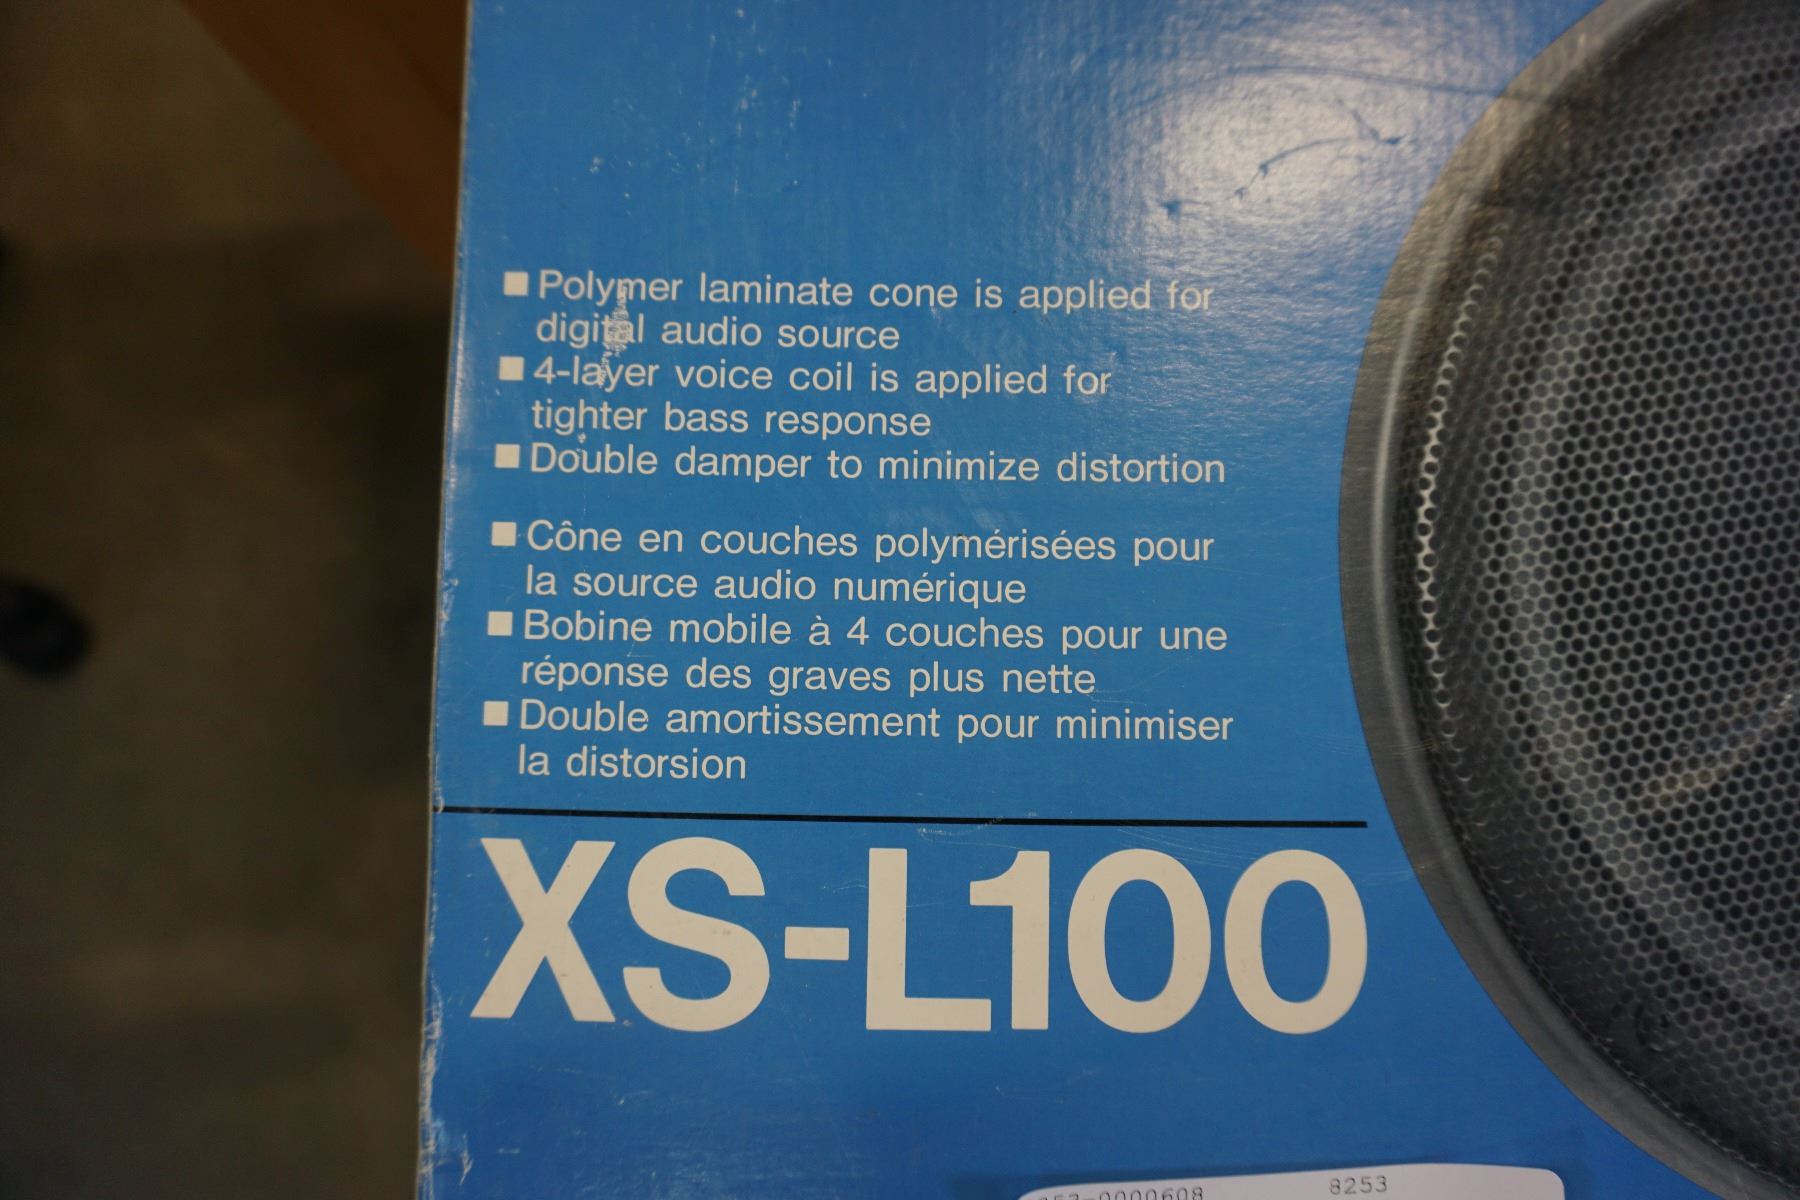 ■ Polymer laminate cone is applied for
digital audio source
■ 4-layer voice coil is applied for
tighter bass response
■ Double damper to minimize distortion
■ Cône en couches polymérisées pour
la source audio numérique
■ Bobine mobile à 4 couches pour une
réponse des graves plus nette
■ Double amortissement pour minimiser
la distorsion
XS-L100
8253